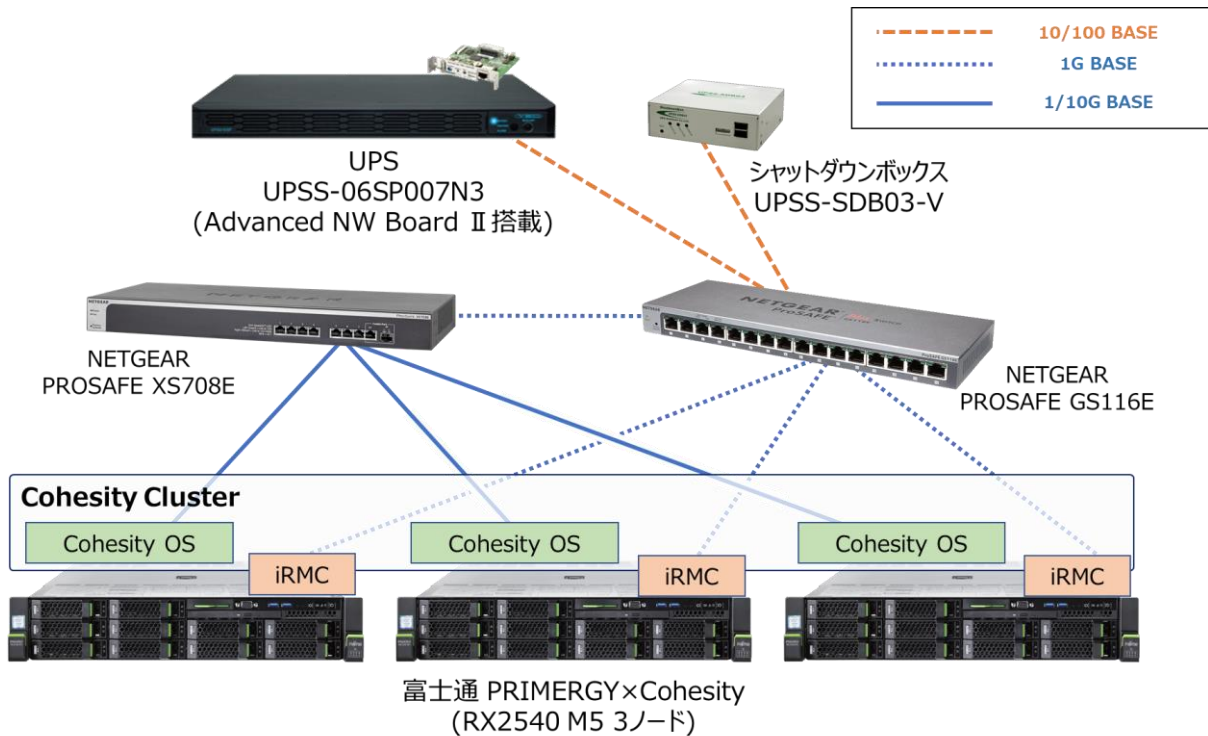 10/100 BASE
1G BASE
1/10G BASE
UPS
UPSS-06SP007N3
(Advanced NW Board Ⅱ搭載)
シャットダウンボックス
UPSS-SDB03-V
NETGEAR
NETGEAR
PROSAFE XS708E
NETGEAR
ProSAFE
NETGEAR
PROSAFE GS116E
Cohesity Cluster
Cohesity OS
Cohesity OS
Cohesity OS
iRMC
iRMC
iRMC
富士通 PRIMERGY×Cohesity
(RX2540 M5 3ノード)